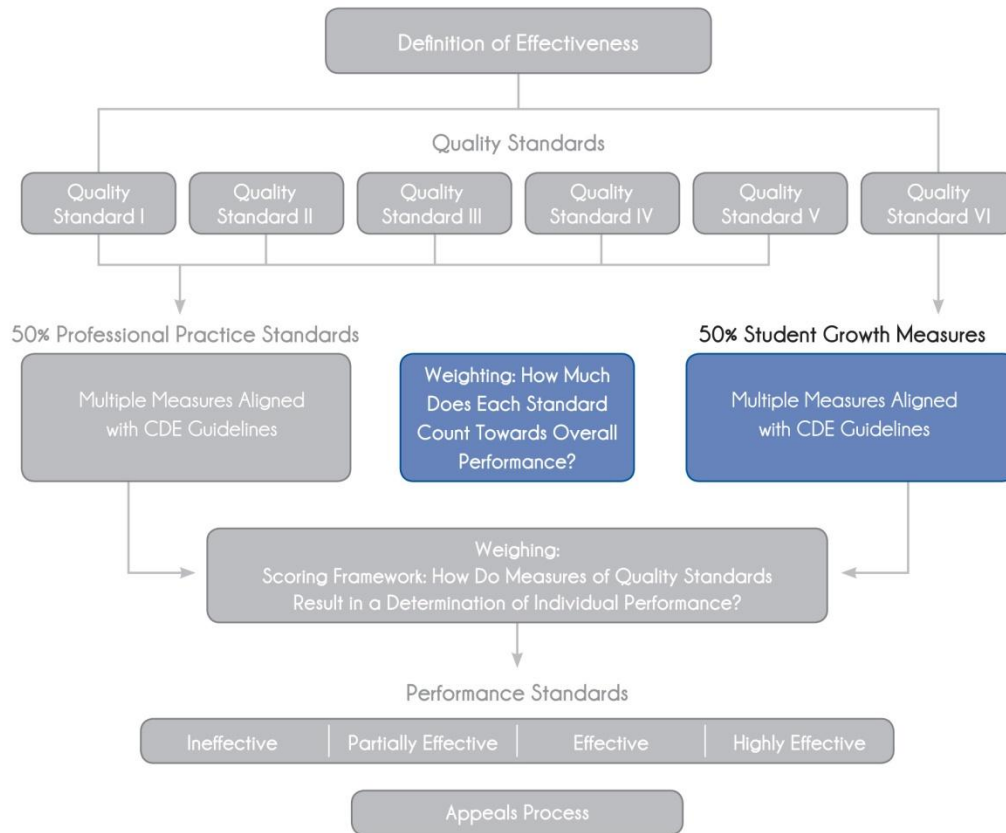 Definition of Effectiveness
Quality Standards
Quality
Standard I
Quality
Standard II
Quality
Standard III
Quality
Standard IV
Quality
Standard V
Quality
Standard VI
50% Professional Practice Standards
Multiple Measures Aligned
with CDE Guidelines
Weighting: How Much
Does Each Standard
Count Towards Overall
Performance?
50% Student Growth Measures
Multiple Measures Aligned
with CDE Guidelines
Weighing:
Scoring Framework: How Do Measures of Quality Standards
Result in a Determination of Individual Performance?
Performance Standards
Ineffective
Partially Effective
Effective
Highly Effective
Appeals Process